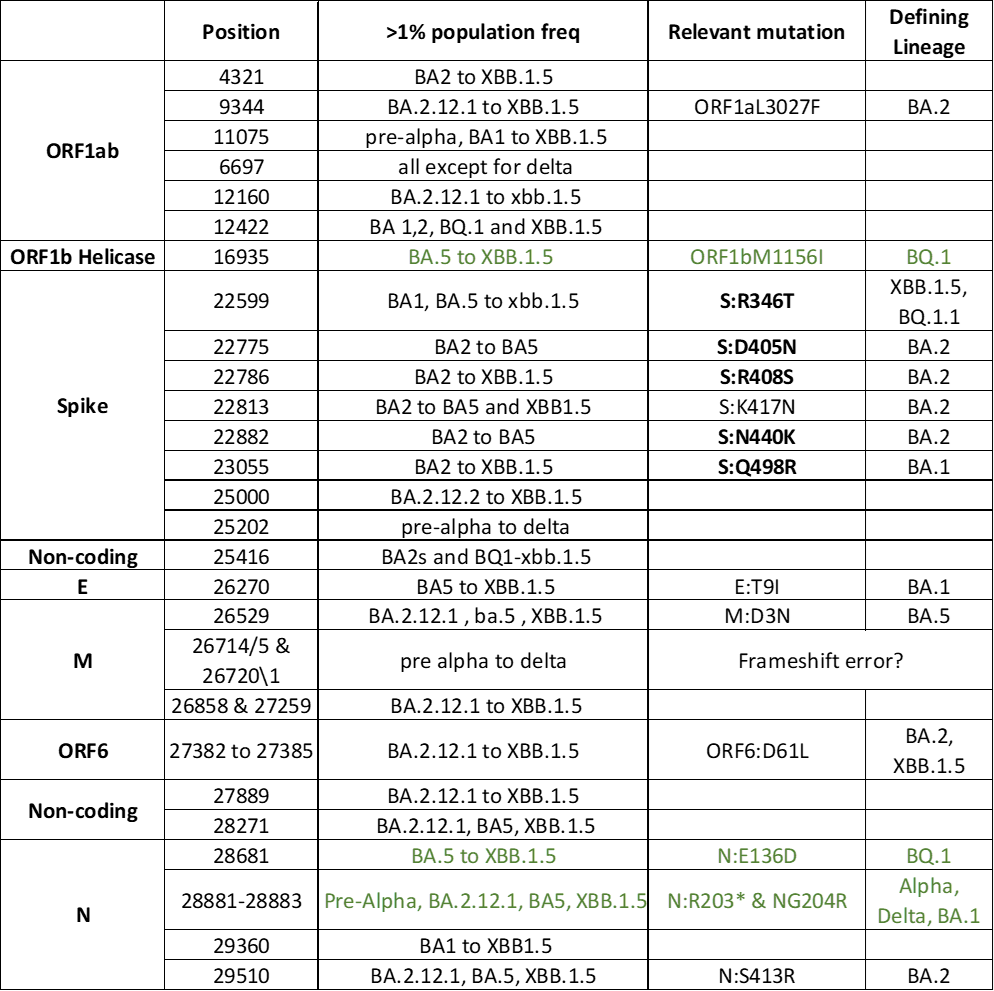 Position >1% population freq Relevant mutation Defining Lineage
ORF1ab
4321 BA2 to XBB.1.5
9344 BA.2.12.1 to XBB.1.5 ORF1aL3027F BA.2
11075 pre-alpha, BA1 to XBB.1.5
6697 all except for delta
12160 BA.2.12.1 to xbb.1.5
12422 BA 1,2, BQ.1 and XBB.1.5
ORF1b Helicase 16935 BA.5 to XBB.1.5 ORF1bM1156I BQ.1
Spike
22599 BA1, BA.5 to xbb.1.5 S:R346T XBB.1.5, BQ.1.1
22775 BA2 to BA5 S:D405N BA.2
22786 BA2 to XBB.1.5 S:R408S BA.2
22813 BA2 to BA5 and XBB1.5 S:K417N BA.2
22882 BA2 to BA5 S:N440K BA.2
23055 BA2 to XBB.1.5 S:Q498R BA.1
25000 BA.2.12.2 to XBB.1.5
25202 pre-alpha to delta
Non-coding 25416 BA2s and BQ1-xbb.1.5
E 26270 BA5 to XBB.1.5 E:T9I BA.1
M
26529 BA.2.12.1 , ba.5 , XBB.1.5 M:D3N BA.5
26714/5 & 26720\1 pre alpha to delta Frameshift error?
26858 & 27259 BA.2.12.1 to XBB.1.5
ORF6 27382 to 27385 BA.2.12.1 to XBB.1.5 ORF6:D61L BA.2, XBB.1.5
Non-coding
27889 BA.2.12.1 to XBB.1.5
28271 BA.2.12.1, BA5, XBB.1.5
N
28681 BA.5 to XBB.1.5 N:E136D BQ.1
28881-28883 Pre-Alpha, BA.2.12.1, BA5, XBB.1.5 N:R203* & NG204R Alpha, Delta, BA.1
29360 BA1 to XBB1.5
29510 BA.2.12.1, BA.5, XBB.1.5 N:S413R BA.2